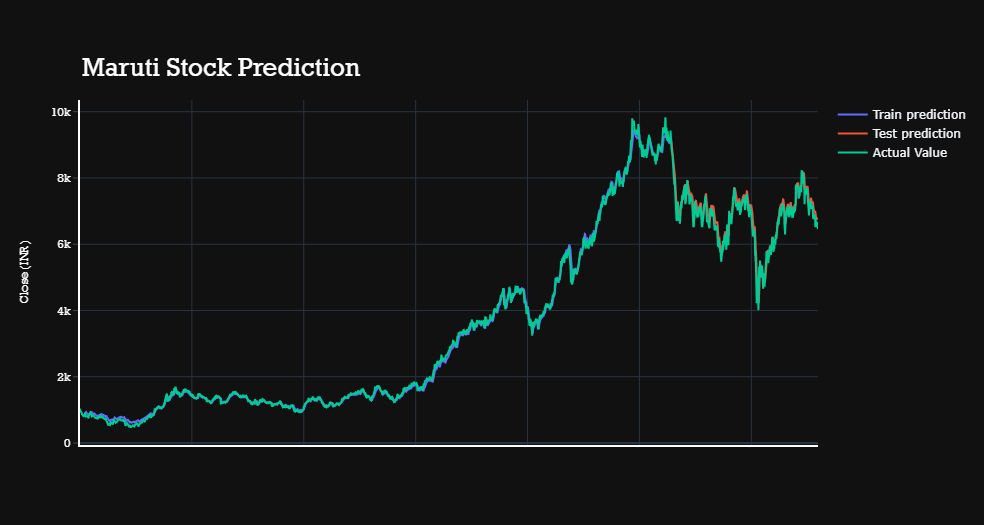 Maruti Stock Prediction
10k
8k
6k
4k
2k
0
Close (INR)
Train prediction
Test prediction
Actual Value